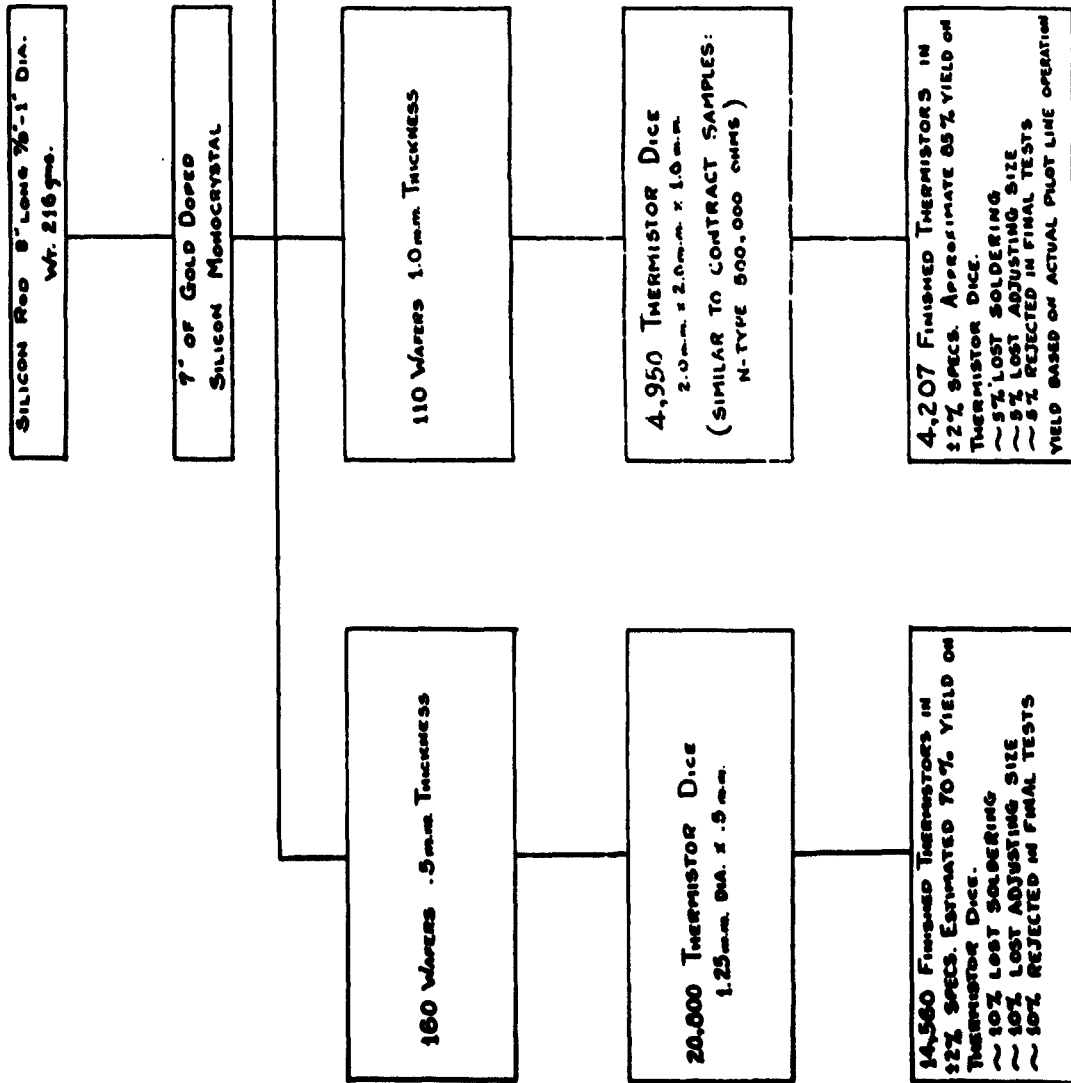 SILICON ROD 8" LONG 7/8"-1" DIA.
WT. 216 gms.
7" OF GOLD DOPED
SILICON MONOCRYSTAL
160 WAFERS .5mm THICKNESS
110 WAFERS 1.0mm THICKNESS
20,800 THERMISTOR DICE
1.25mm DIA. x .5mm.
4,950 THERMISTOR DICE
2.0mm. x 2.0mm. x 1.0mm.
(SIMILAR TO CONTRACT SAMPLES:
N-TYPE 500,000 OHMS)
14,560 FINISHED THERMISTORS IN
±2% SPECS. ESTIMATED 70% YIELD ON
THERMISTOR DICE.
~10% LOST SOLDERING
~10% LOST ADJUSTING SIZE
~10% REJECTED IN FINAL TESTS
4,207 FINISHED THERMISTORS IN
±2% SPECS. APPROXIMATE 85% YIELD ON
THERMISTOR DICE.
~5% LOST SOLDERING
~5% LOST ADJUSTING SIZE
~5% REJECTED IN FINAL TESTS
YIELD BASED ON ACTUAL PILOT LINE OPERATION